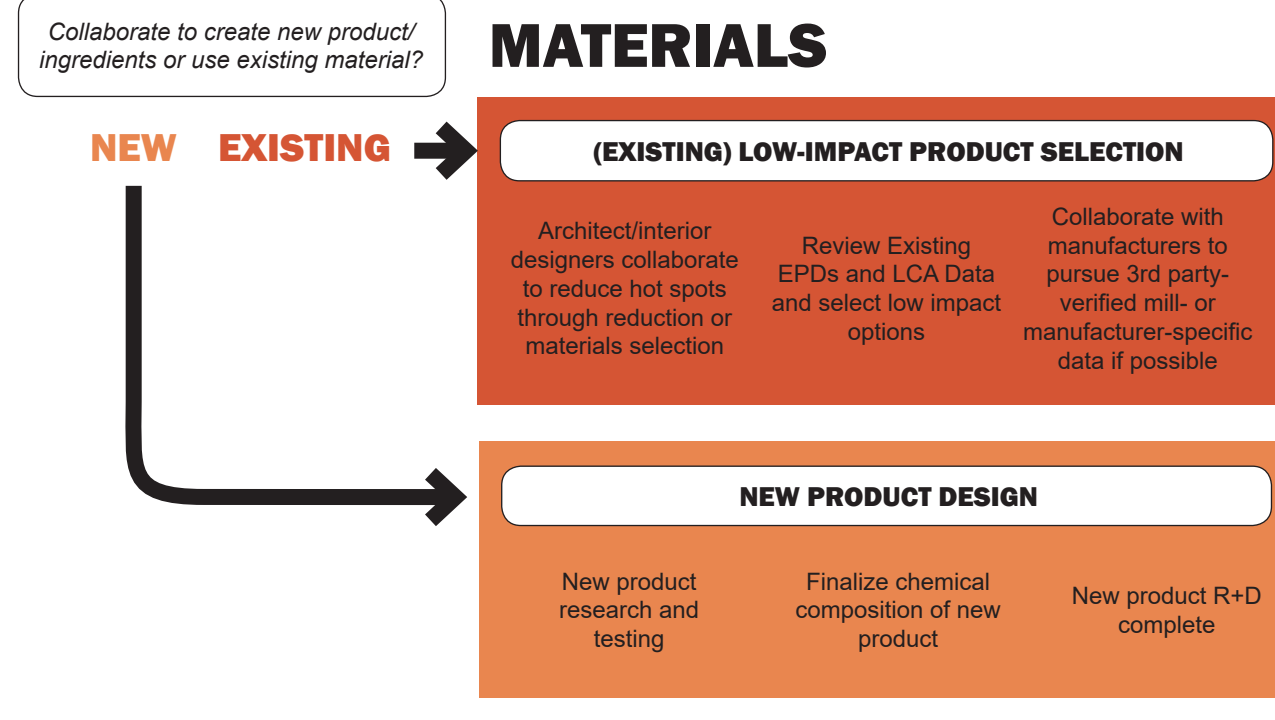 Collaborate to create new product/
ingredients or use existing material?
MATERIALS
NEW
EXISTING
(EXISTING) LOW-IMPACT PRODUCT SELECTION
Architect/interior
designers collaborate
to reduce hot spots
through reduction or
materials selection
Review Existing
EPDs and LCA Data
and select low impact
options
Collaborate with
manufacturers to
pursue 3rd party-
verified mill- or
manufacturer-specific
data if possible
NEW PRODUCT DESIGN
New product
research and
testing
Finalize chemical
composition of new
product
New product R+D
complete